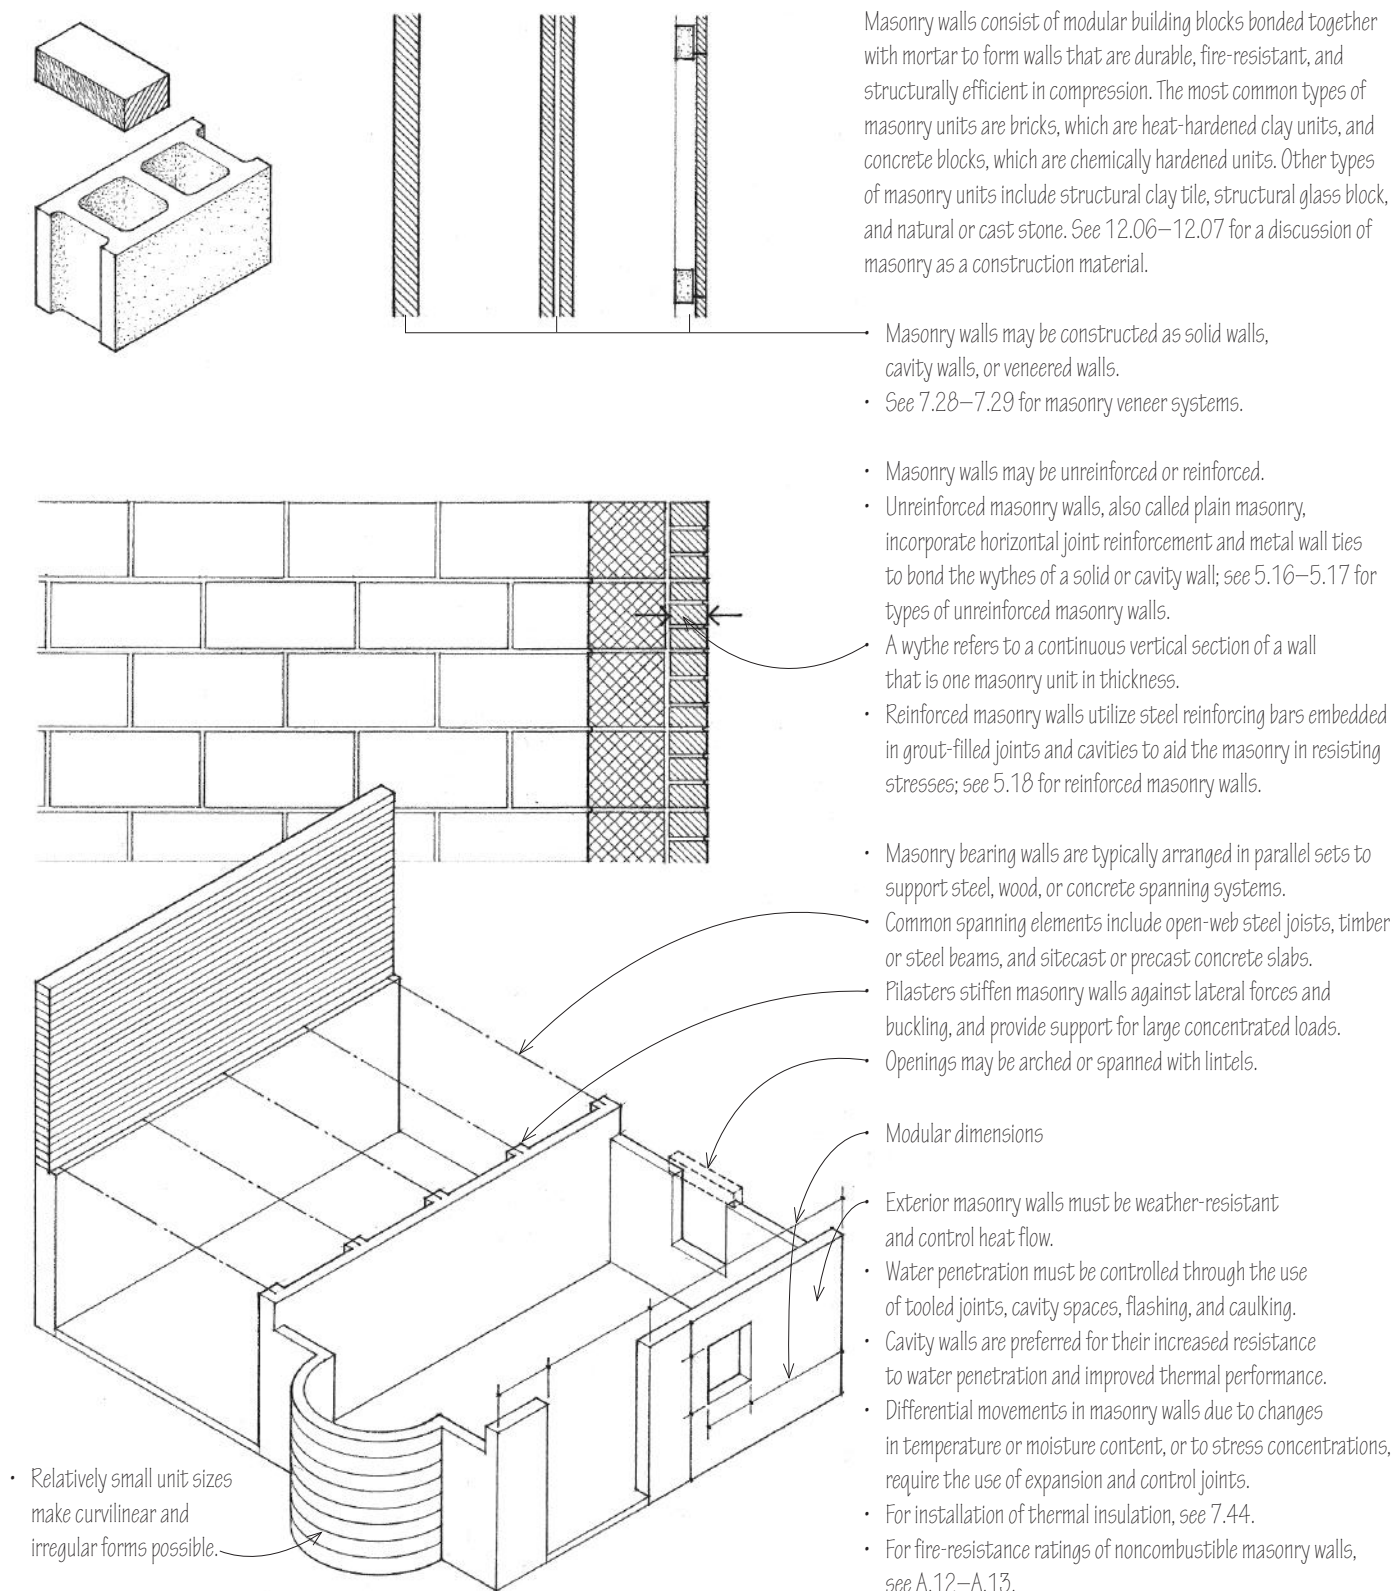 Masonry walls consist of modular building blocks bonded together
with mortar to form walls that are durable, fire-resistant, and
structurally efficient in compression. The most common types of
masonry units are bricks, which are heat-hardened clay units, and
concrete blocks, which are chemically hardened units. Other types
of masonry units include structural clay tile, structural glass block,
and natural or cast stone. See 12.06–12.07 for a discussion of
masonry as a construction material.
• Masonry walls may be constructed as solid walls,
cavity walls, or veneered walls.
• See 7.28–7.29 for masonry veneer systems.
• Masonry walls may be unreinforced or reinforced.
• Unreinforced masonry walls, also called plain masonry,
incorporate horizontal joint reinforcement and metal wall ties
to bond the wythes of a solid or cavity wall; see 5.16–5.17 for
types of unreinforced masonry walls.
• A wythe refers to a continuous vertical section of a wall
that is one masonry unit in thickness.
• Reinforced masonry walls utilize steel reinforcing bars embedded
in grout-filled joints and cavities to aid the masonry in resisting
stresses; see 5.18 for reinforced masonry walls.
• Masonry bearing walls are typically arranged in parallel sets to
support steel, wood, or concrete spanning systems.
• Common spanning elements include open-web steel joists, timber
or steel beams, and sitecast or precast concrete slabs.
• Pilasters stiffen masonry walls against lateral forces and
buckling, and provide support for large concentrated loads.
• Openings may be arched or spanned with lintels.
• Modular dimensions
• Exterior masonry walls must be weather-resistant
and control heat flow.
• Water penetration must be controlled through the use
of tooled joints, cavity spaces, flashing, and caulking.
• Cavity walls are preferred for their increased resistance
to water penetration and improved thermal performance.
• Differential movements in masonry walls due to changes
in temperature or moisture content, or to stress concentrations,
require the use of expansion and control joints.
• For installation of thermal insulation, see 7.44.
• For fire-resistance ratings of noncombustible masonry walls,
see A.12–A.13.
• Relatively small unit sizes
make curvilinear and
irregular forms possible.